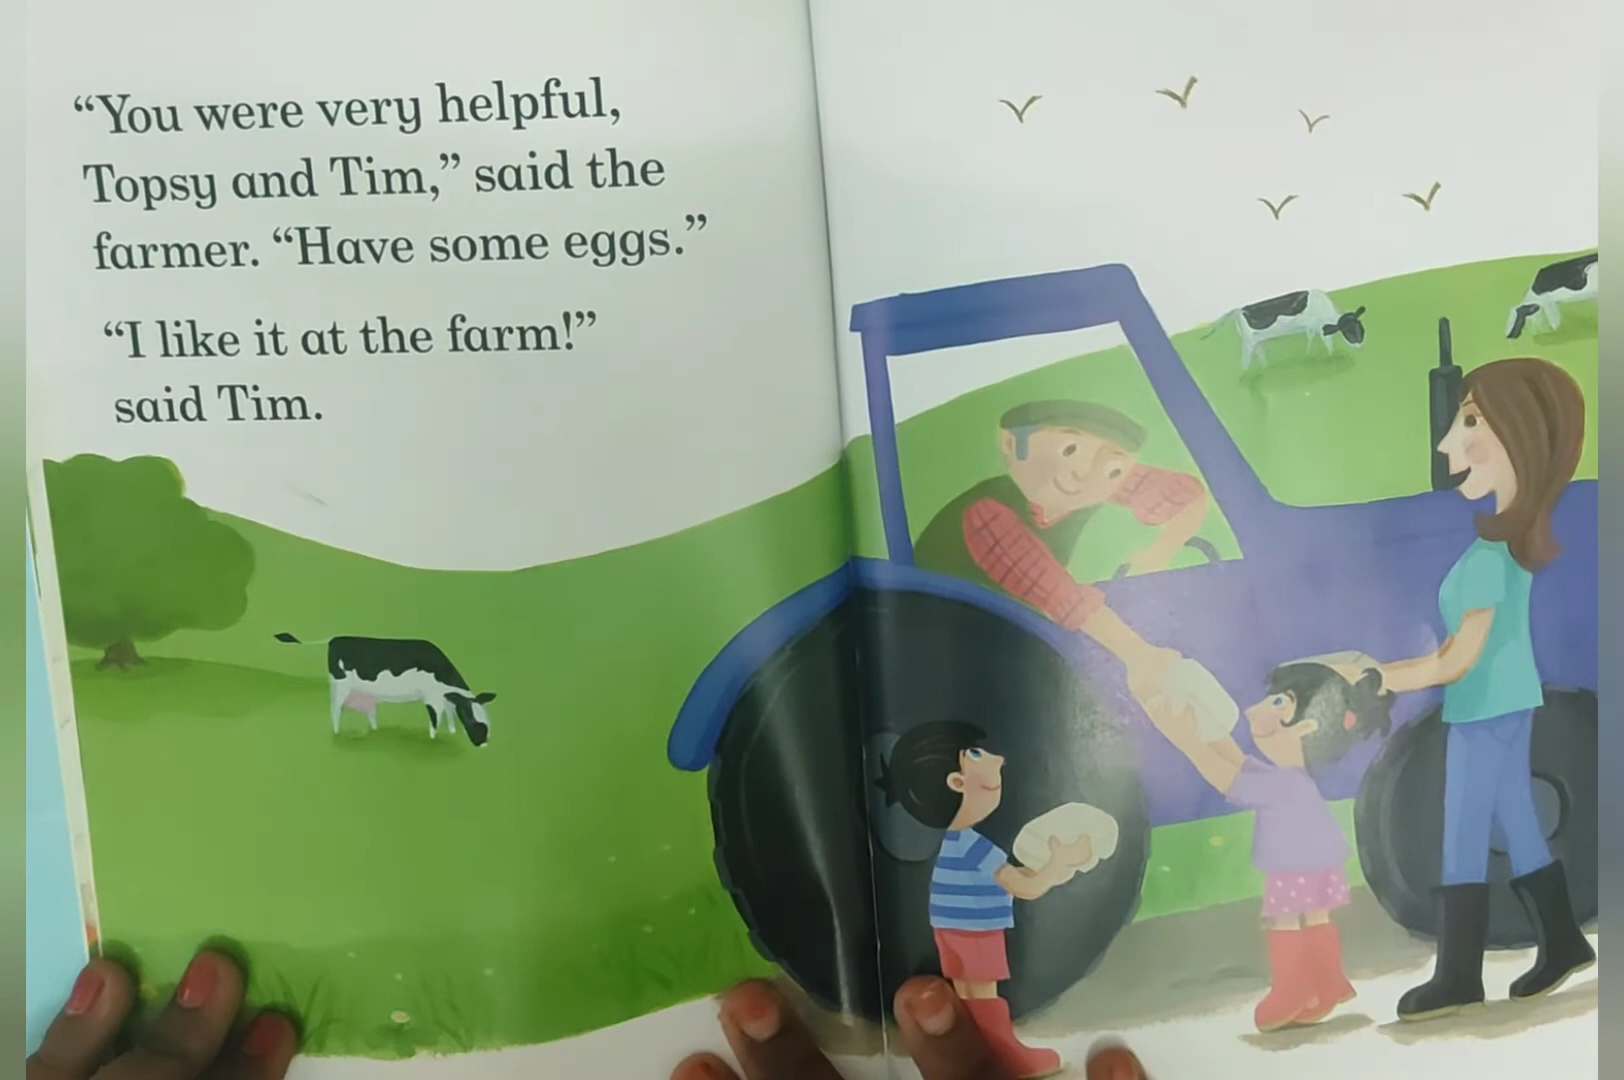 “You were very helpful,
Topsy and Tim,” said the
farmer. “Have some eggs.”
“I like it at the farm!”
said Tim.